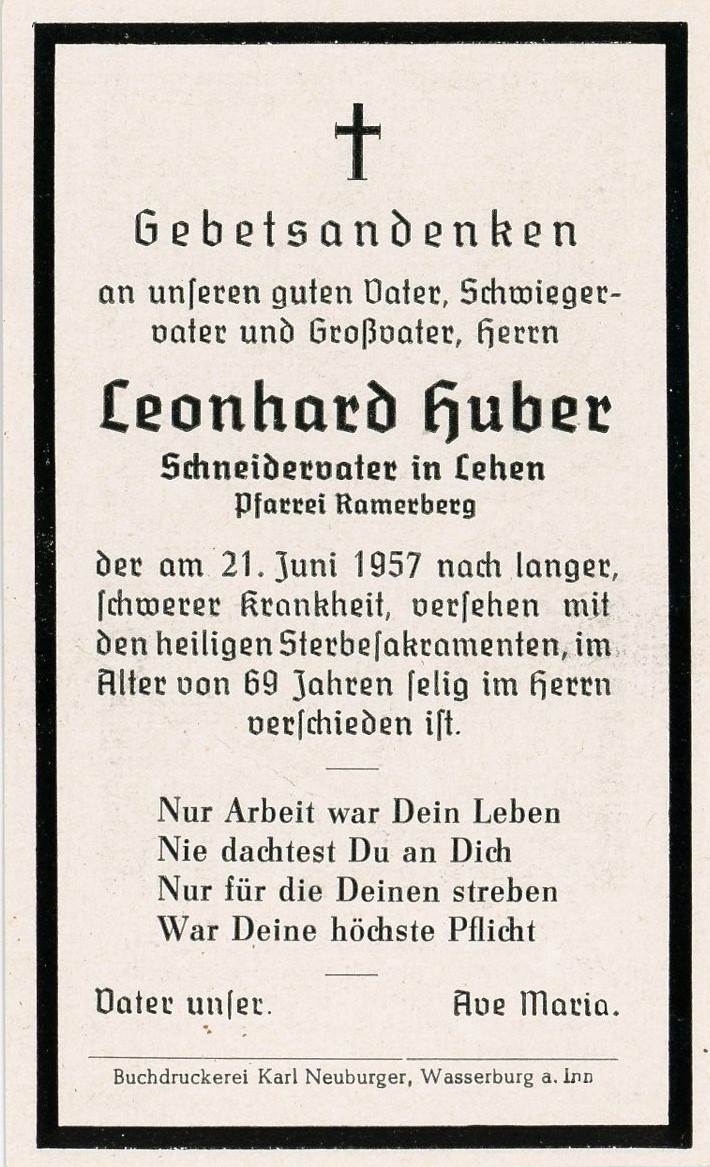 Gebetsandenken
an unseren guten Vater, Schwieger-
vater und Großvater, Herrn
Leonhard Huber
Schneidervater in Lehen
Pfarrei Ramerberg
der am 21. Juni 1957 nach langer,
schwerer Krankheit, versehen mit
den heiligen Sterbesakramenten, im
Alter von 69 Jahren selig im Herrn
verschieden ist.
Nur Arbeit war Dein Leben
Nie dachtest Du an Dich
Nur für die Deinen streben
War Deine höchste Pflicht
Vater unser. Ave Maria.
Buchdruckerei Karl Neuburger, Wasserburg a. Inn